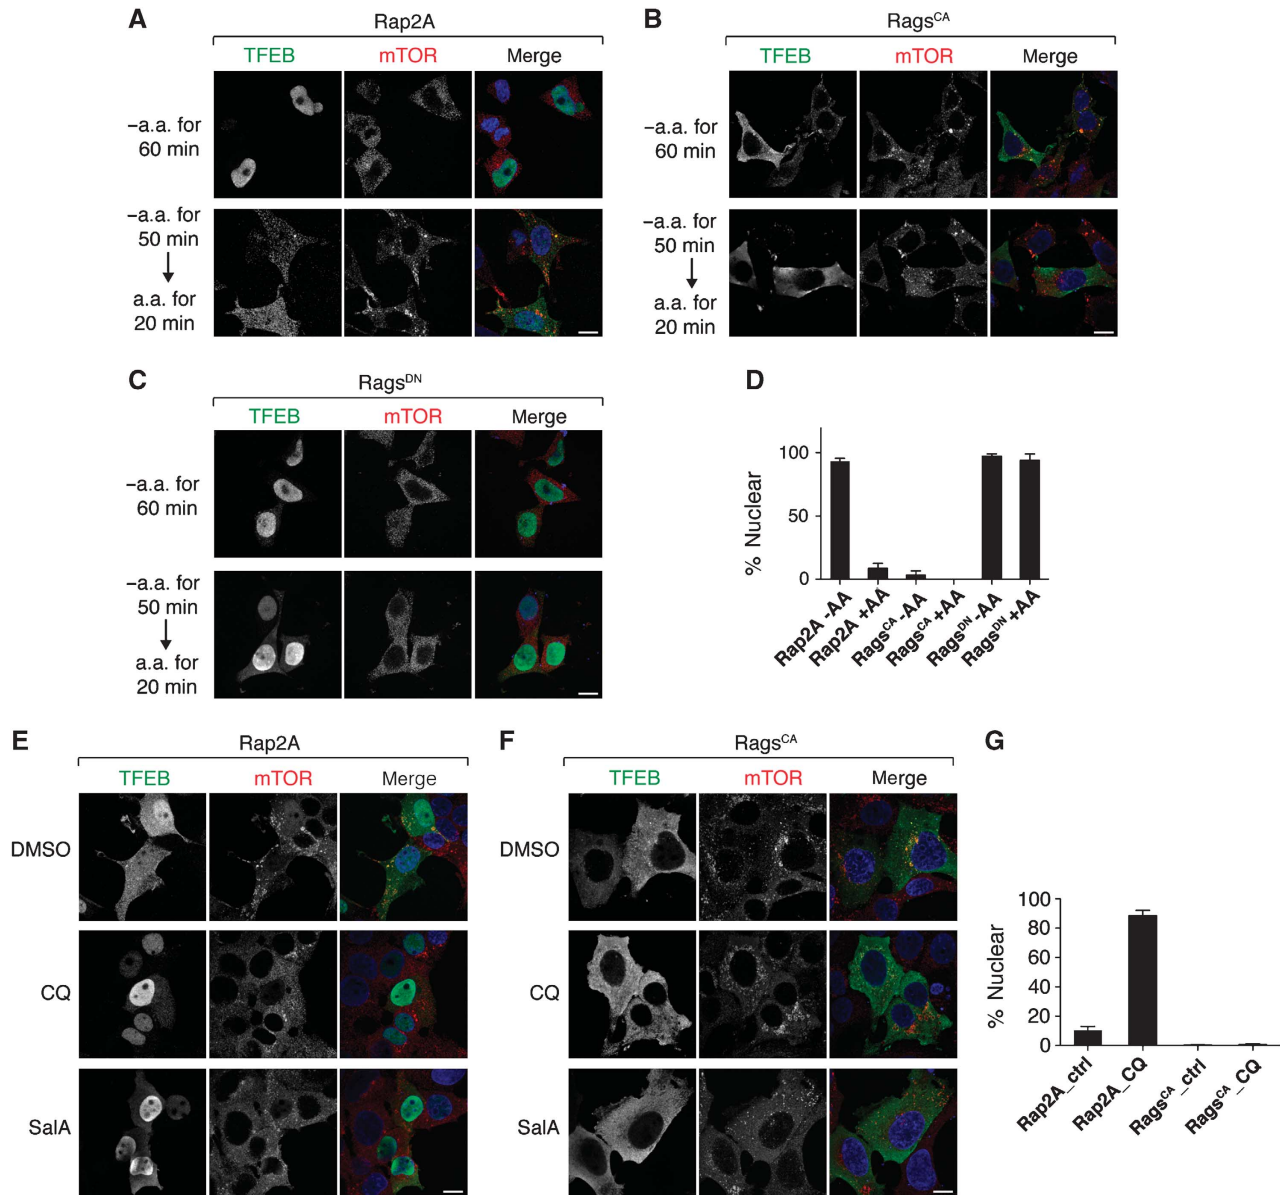 A
Rap2A
TFEB mTOR Merge
–a.a. for
60 min
–a.a. for
50 min
a.a. for
20 min
B
Rags^CA
TFEB mTOR Merge
–a.a. for
60 min
–a.a. for
50 min
a.a. for
20 min
C
Rags^DN
TFEB mTOR Merge
–a.a. for
60 min
–a.a. for
50 min
a.a. for
20 min
D
% Nuclear
100
50
0
Rap2A -AA
Rap2A +AA
Rags^CA -AA
Rags^CA +AA
Rags^DN -AA
Rags^DN +AA
E
Rap2A
TFEB mTOR Merge
DMSO
CQ
SalA
F
Rags^CA
TFEB mTOR Merge
DMSO
CQ
SalA
G
% Nuclear
100
80
60
40
20
0
Rap2A_ctrl
Rap2A_CQ
Rags^CA_ctrl
Rags^CA_CQ